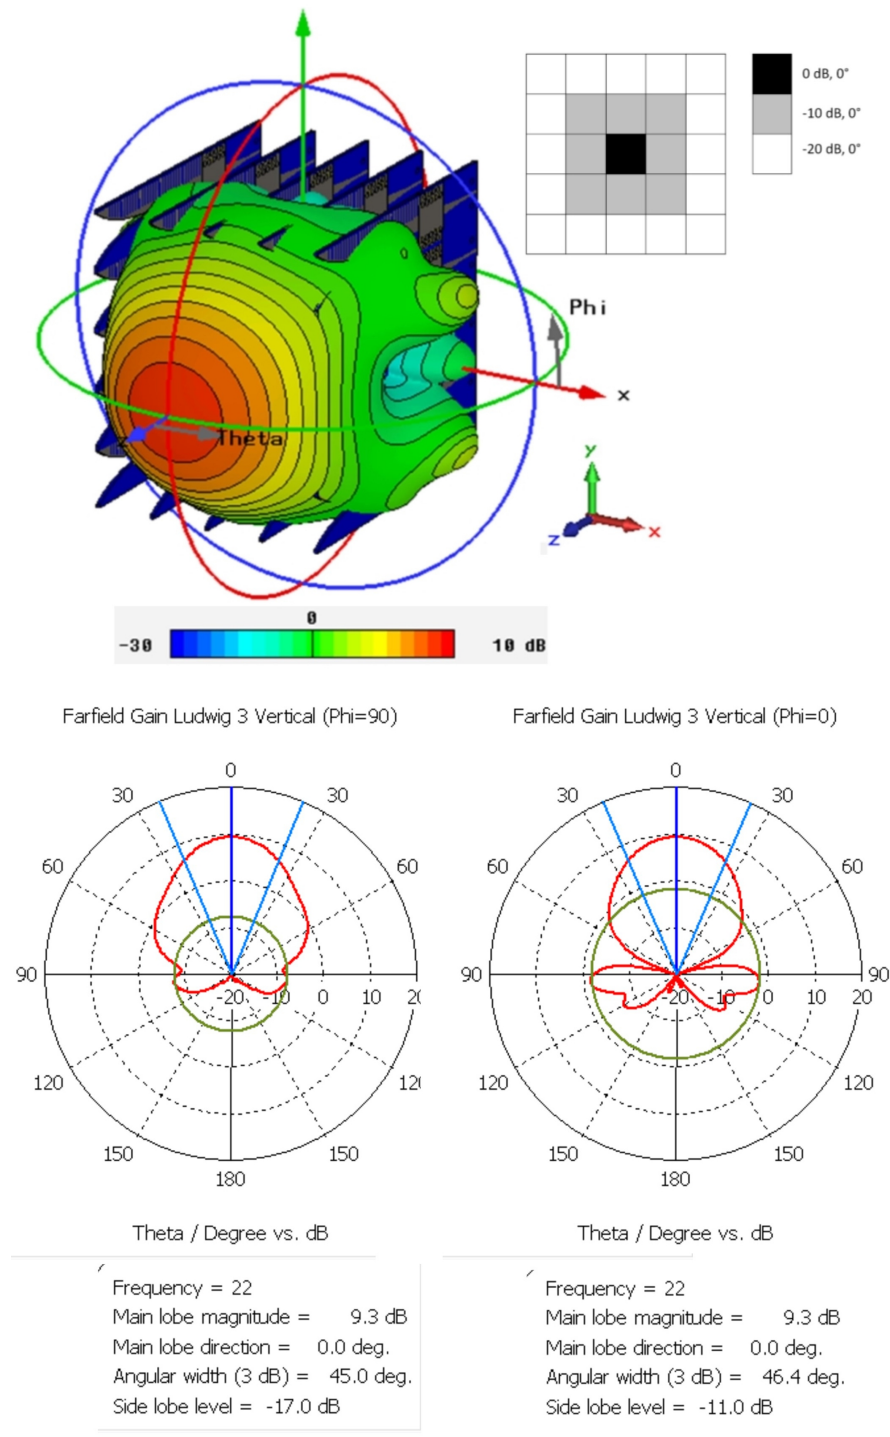 0 dB, 0°
-10 dB, 0°
-20 dB, 0°
Phi
x
Theta
z
y
z
x
0
-30
10 dB
Farfield Gain Ludwig 3 Vertical (Phi=90)
0
30
30
60
60
90
-20
-10
0
10
120
150
150
180
Theta / Degree vs. dB
Frequency = 22
Main lobe magnitude = 9.3 dB
Main lobe direction = 0.0 deg.
Angular width (3 dB) = 45.0 deg.
Side lobe level = -17.0 dB
Farfield Gain Ludwig 3 Vertical (Phi=0)
0
30
30
60
60
90
90
-20
-10
0
10
20
120
120
150
150
180
Theta / Degree vs. dB
Frequency = 22
Main lobe magnitude = 9.3 dB
Main lobe direction = 0.0 deg.
Angular width (3 dB) = 46.4 deg.
Side lobe level = -11.0 dB